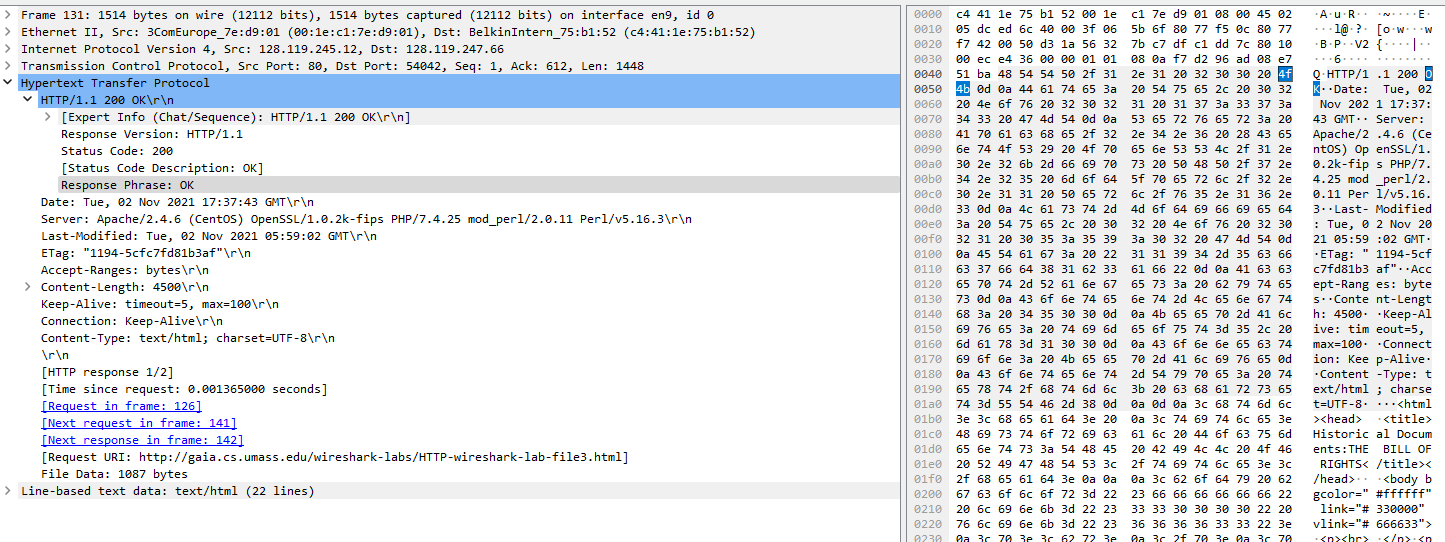 Frame 131: 1514 bytes on wire (12112 bits), 1514 bytes captured (12112 bits) on interface en9, id 0
Ethernet II, Src: 3ComEurope_7e:d9:01 (00:1e:c1:7e:d9:01), Dst: BelkinIntern_75:b1:52 (c4:41:1e:75:b1:52)
Internet Protocol Version 4, Src: 128.119.245.12, Dst: 128.119.247.66
Transmission Control Protocol, Src Port: 80, Dst Port: 54042, Seq: 1, Ack: 612, Len: 1448
Hypertext Transfer Protocol
HTTP/1.1 200 OK\r\n
[Expert Info (Chat/Sequence): HTTP/1.1 200 OK\r\n]
Response Version: HTTP/1.1
Status Code: 200
[Status Code Description: OK]
Response Phrase: OK
Date: Tue, 02 Nov 2021 17:37:43 GMT\r\n
Server: Apache/2.4.6 (CentOS) OpenSSL/1.0.2k-fips PHP/7.4.25 mod_perl/2.0.11 Perl/v5.16.3\r\n
Last-Modified: Tue, 02 Nov 2021 05:59:02 GMT\r\n
ETag: "1194-5cfc7fd81b3af"\r\n
Accept-Ranges: bytes\r\n
Content-Length: 4500\r\n
Keep-Alive: timeout=5, max=100\r\n
Connection: Keep-Alive\r\n
Content-Type: text/html; charset=UTF-8\r\n
\r\n
[HTTP response 1/2]
[Time since request: 0.001365000 seconds]
[Request in frame: 126]
[Next request in frame: 141]
[Next response in frame: 142]
[Request URI: http://gaia.cs.umass.edu/wireshark-labs/HTTP-wireshark-lab-file3.html]
File Data: 1087 bytes
Line-based text data: text/html (22 lines)
0000 c4 41 1e 75 b1 52 00 1e c1 7e d9 01 08 00 45 02 ·A·u·R·· ·~····E·
0010 05 dc ed 6c 40 00 3f 06 5b 6f 80 77 f5 0c 80 77 ···l@·?· [o·w···w
0020 f7 42 00 50 d3 1a 56 32 7b c7 df c1 dd 7c 80 10 ·B·P··V2 {····|··
0030 00 ec e4 36 00 00 01 01 08 0a f7 d2 96 ad 08 e7 ···6···· ········
0040 51 ba 48 54 54 50 2f 31 2e 31 20 32 30 30 20 4f Q·HTTP/1 .1 200 O
0050 4b 0d 0a 44 61 74 65 3a 20 54 75 65 2c 20 30 32 K··Date: Tue, 02
0060 20 4e 6f 76 20 32 30 32 31 20 31 37 3a 33 37 3a Nov 202 1 17:37:
0070 34 33 20 47 4d 54 0d 0a 53 65 72 76 65 72 3a 20 43 GMT·· Server:
0080 41 70 61 63 68 65 2f 32 2e 34 2e 36 20 28 43 65 Apache/2 .4.6 (Ce
0090 6e 74 4f 53 29 20 4f 70 65 6e 53 53 4c 2f 31 2e ntOS) Op enSSL/1.
00a0 30 2e 32 6b 2d 66 69 70 73 20 50 48 50 2f 37 2e 0.2k-fip s PHP/7.
00b0 34 2e 32 35 20 6d 6f 64 5f 70 65 72 6c 2f 32 2e 4.25 mod _perl/2.
00c0 30 2e 31 31 20 50 65 72 6c 2f 76 35 2e 31 36 2e 0.11 Per l/v5.16.
00d0 33 0d 0a 4c 61 73 74 2d 4d 6f 64 69 66 69 65 64 3··Last- Modified
00e0 3a 20 54 75 65 2c 20 30 32 20 4e 6f 76 20 32 30 : Tue, 0 2 Nov 20
00f0 32 31 20 30 35 3a 35 39 3a 30 32 20 47 4d 54 0d 21 05:59 :02 GMT·
0100 0a 45 54 61 67 3a 20 22 31 31 39 34 2d 35 63 66 ·ETag: " 1194-5cf
0110 63 37 66 64 38 31 62 33 61 66 22 0d 0a 41 63 63 c7fd81b3 af"··Acc
0120 65 70 74 2d 52 61 6e 67 65 73 3a 20 62 79 74 65 ept-Rang es: byte
0130 73 0d 0a 43 6f 6e 74 65 6e 74 2d 4c 65 6e 67 74 s··Conte nt-Lengt
0140 68 3a 20 34 35 30 30 0d 0a 4b 65 65 70 2d 41 6c h: 4500· ·Keep-Al
0150 69 76 65 3a 20 74 69 6d 65 6f 75 74 3d 35 2c 20 ive: tim eout=5,
0160 6d 61 78 3d 31 30 30 0d 0a 43 6f 6e 6e 65 63 74 max=100· ·Connect
0170 69 6f 6e 3a 20 4b 65 65 70 2d 41 6c 69 76 65 0d ion: Kee p-Alive·
0180 0a 43 6f 6e 74 65 6e 74 2d 54 79 70 65 3a 20 74 ·Content -Type: t
0190 65 78 74 2f 68 74 6d 6c 3b 20 63 68 61 72 73 65 ext/html ; charse
01a0 74 3d 55 54 46 2d 38 0d 0a 0d 0a 3c 68 74 6d 6c t=UTF-8· ···<html
01b0 3e 3c 68 65 61 64 3e 20 0a 3c 74 69 74 6c 65 3e ><head> ·<title>
01c0 48 69 73 74 6f 72 69 63 61 6c 20 44 6f 63 75 6d Historic al Docum
01d0 65 6e 74 73 3a 54 48 45 20 42 49 4c 4c 20 4f 46 ents:THE BILL OF
01e0 20 52 49 47 48 54 53 3c 2f 74 69 74 6c 65 3e 3c RIGHTS< /title><
01f0 2f 68 65 61 64 3e 0a 0a 0a 3c 62 6f 64 79 20 62 /head>·· ·<body b
0200 67 63 6f 6c 6f 72 3d 22 23 66 66 66 66 66 66 22 gcolor=" #ffffff"
0210 20 6c 69 6e 6b 3d 22 23 33 33 30 30 30 30 22 20 link="# 330000"
0220 76 6c 69 6e 6b 3d 22 23 36 36 36 36 33 33 22 3e vlink="# 666633">
0230 0a 3c 70 3e 3c 62 72 3e 0a 3c 2f 70 3e 0a 3c 70 ·<p><br> ·</p>·<p